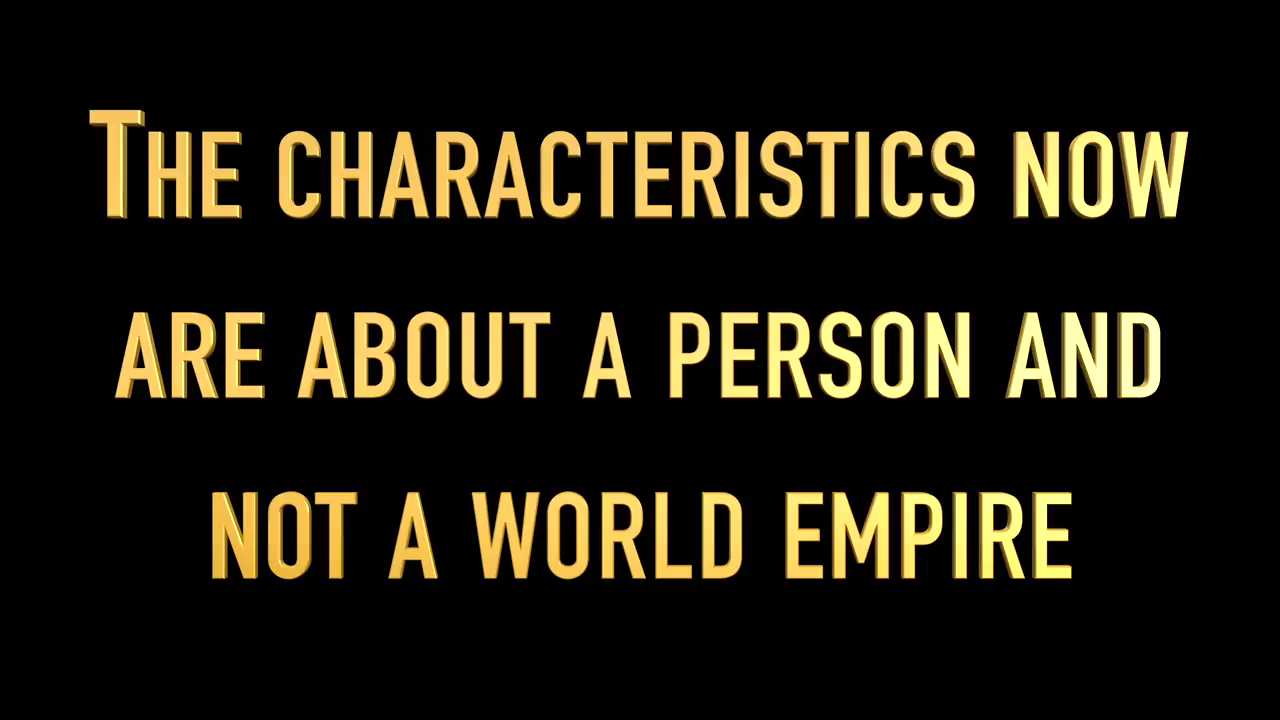 The characteristics now
are about a person and
not a world empire